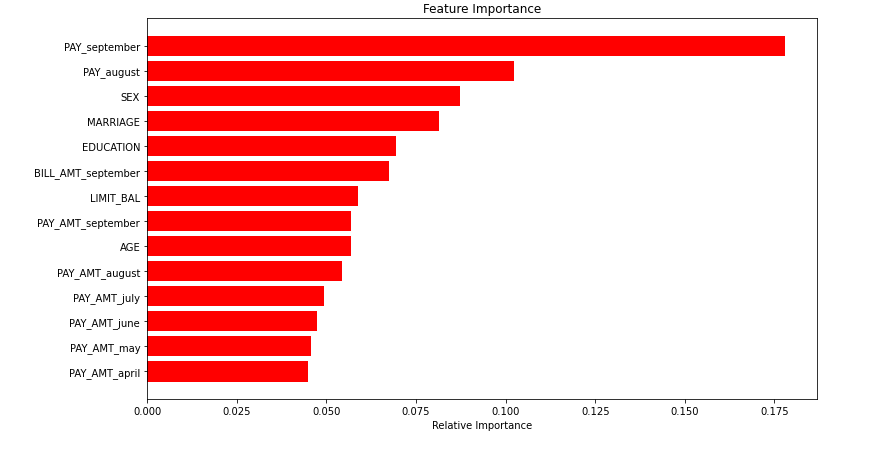 Feature Importance
PAY_september
PAY_august
SEX
MARRIAGE
EDUCATION
BILL_AMT_september
LIMIT_BAL
PAY_AMT_september
AGE
PAY_AMT_august
PAY_AMT_july
PAY_AMT_june
PAY_AMT_may
PAY_AMT_april
0.000 0.025 0.050 0.075 0.100 0.125 0.150 0.175
Relative Importance